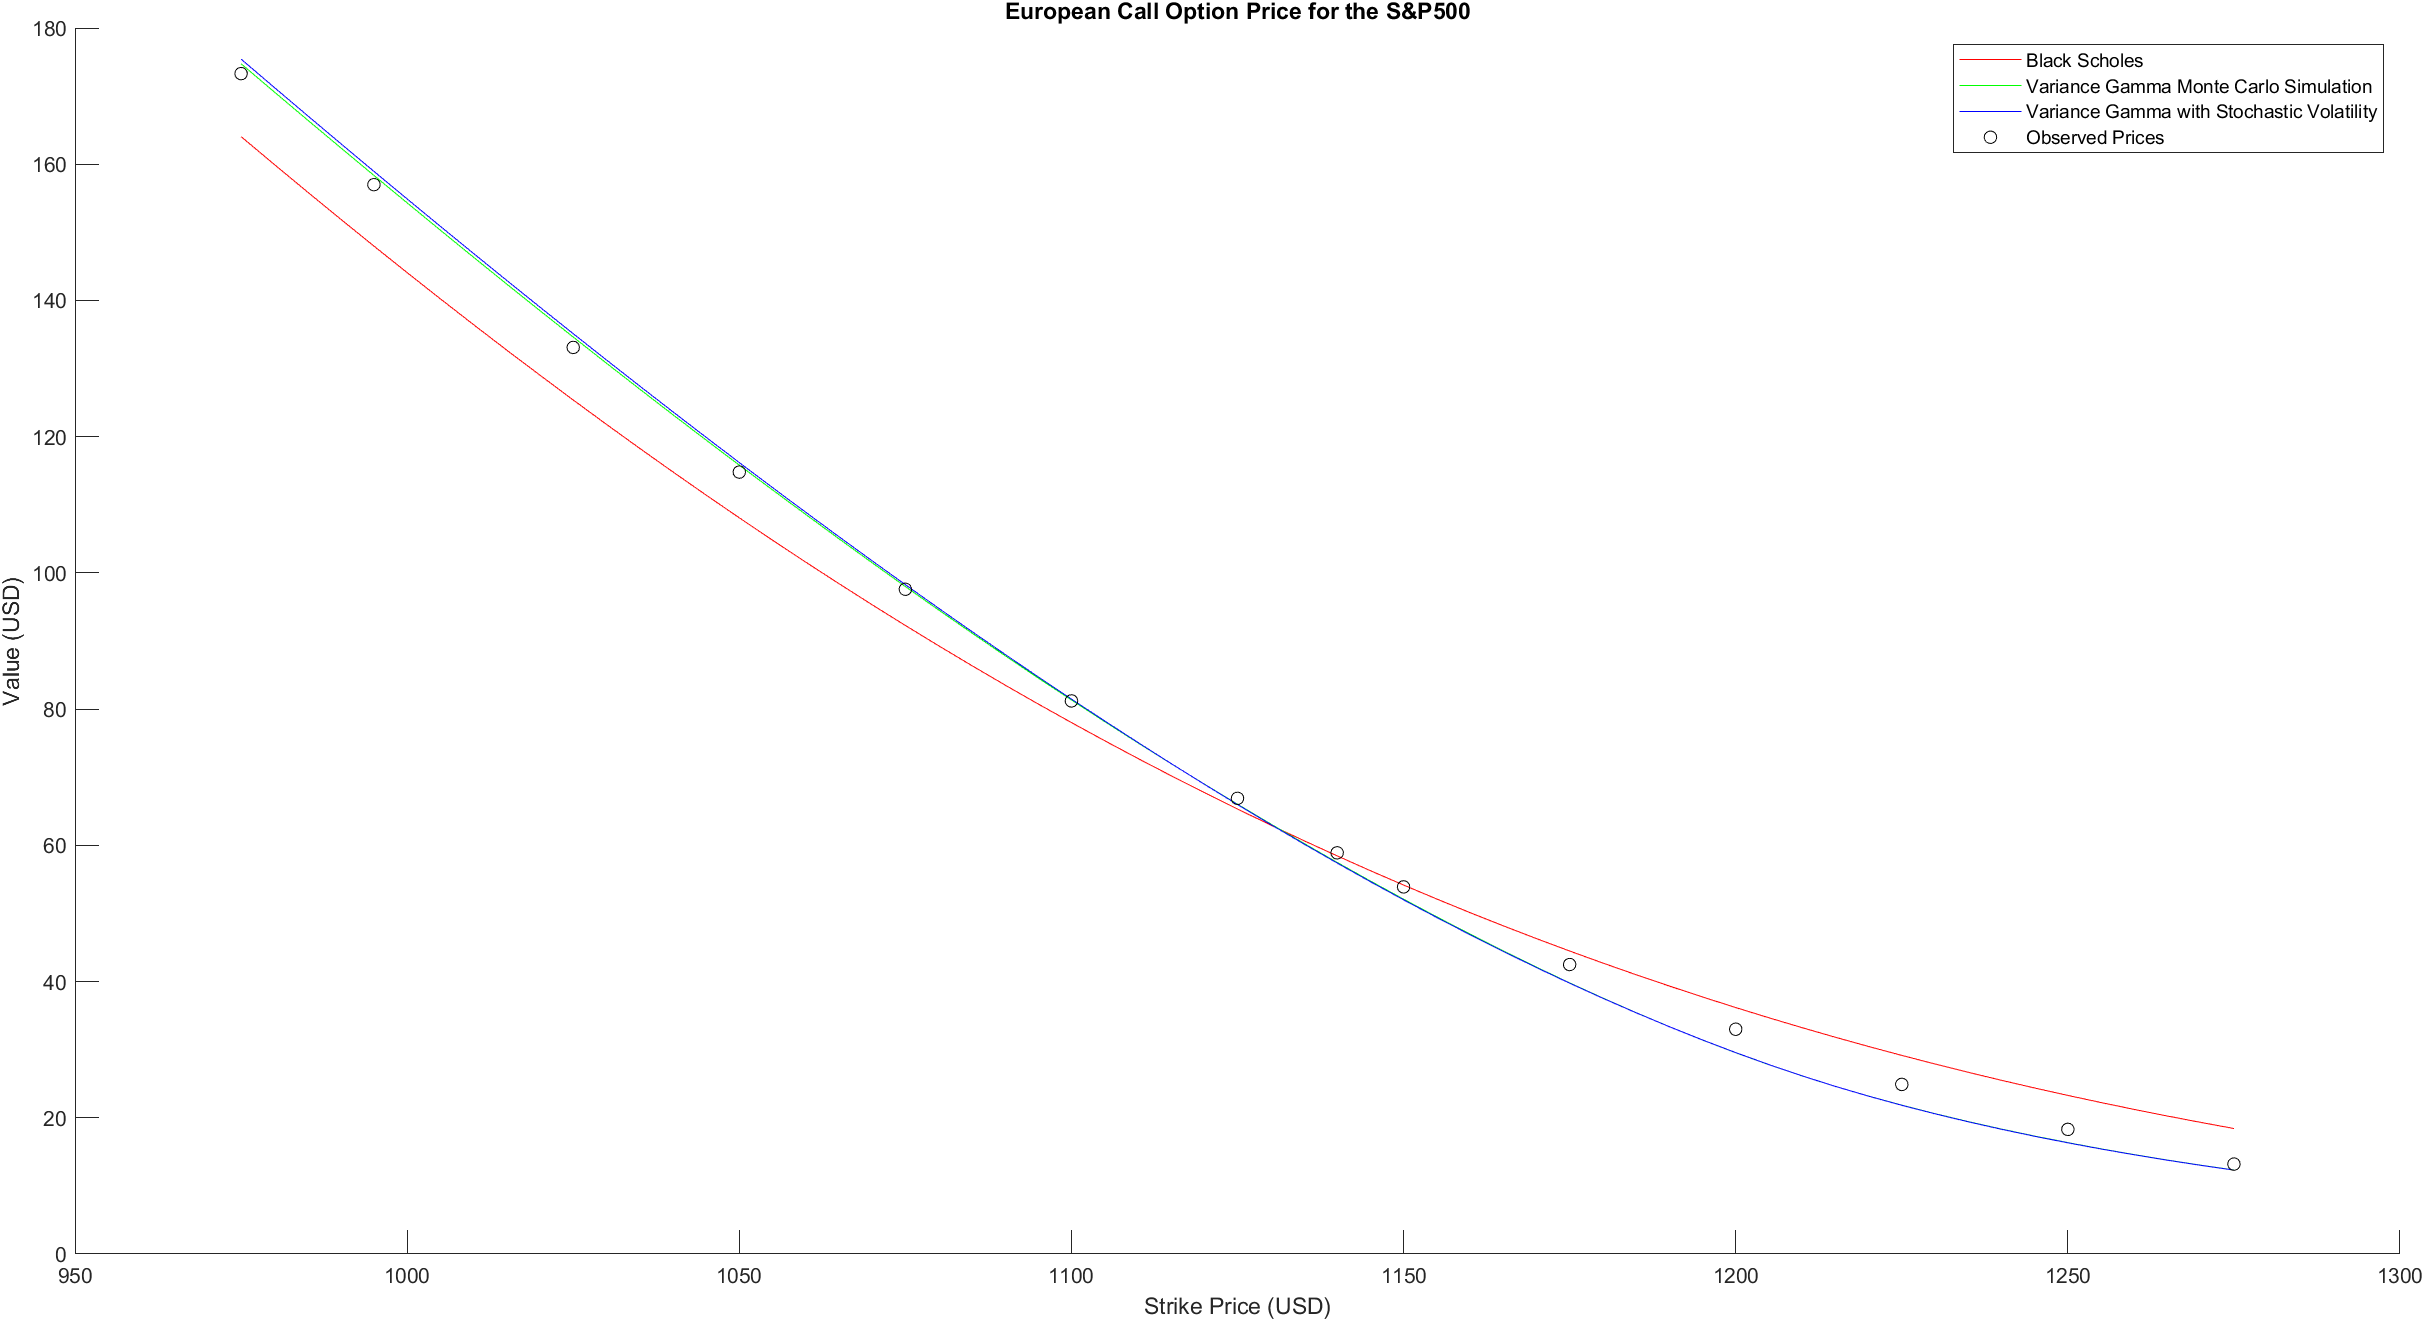 European Call Option Price for the S&P500
Black Scholes
Variance Gamma Monte Carlo Simulation
Variance Gamma with Stochastic Volatility
Observed Prices
180
160
140
120
100
80
60
40
20
0
Value (USD)
950 1000 1050 1100 1150 1200 1250 1300
Strike Price (USD)